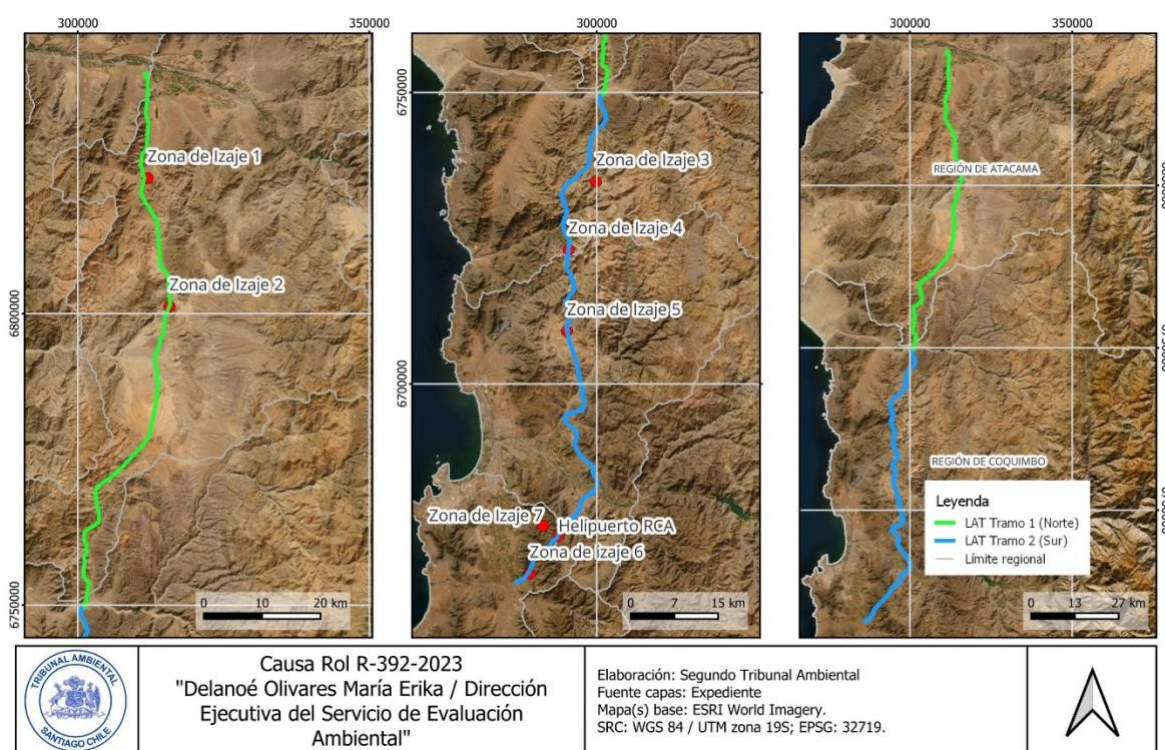 300000
350000
6800000
6750000
Zona de Izaje 1
Zona de Izaje 2
0 10 20 km
300000
6750000
6700000
Zona de Izaje 3
Zona de Izaje 4
Zona de Izaje 5
Zona de Izaje 7
Helipuerto RCA
Zona de izaje 6
0 7 15 km
300000
350000
REGIÓN DE ATACAMA
REGIÓN DE COQUIMBO
Leyenda
LAT Tramo 1 (Norte)
LAT Tramo 2 (Sur)
Límite regional
0 13 27 km
TRIBUNAL AMBIENTAL
SANTIAGO CHILE
Causa Rol R-392-2023
"Delanoé Olivares María Erika / Dirección
Ejecutiva del Servicio de Evaluación
Ambiental"
Elaboración: Segundo Tribunal Ambiental
Fuente capas: Expediente
Mapa(s) base: ESRI World Imagery.
SRC: WGS 84 / UTM zona 19S; EPSG: 32719.